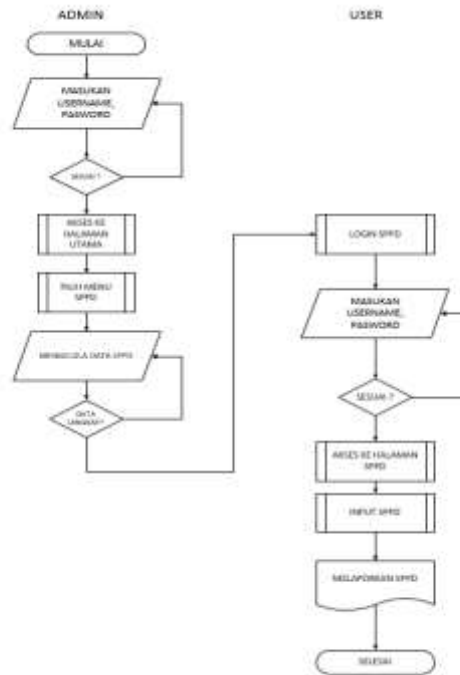 ADMIN
USER
MULAI
MASUKAN
USERNAME,
PASWORD
SESUAI ?
AKSES KE
HALAMAN
UTAMA
PILIH MENU
SPPD
MENGELOLA DATA SPPD
DATA
LOGIN SPPD
MASUKAN
USERNAME,
PASWORD
SESUAI ?
AKSES KE HALAMAN
SPPD
INPUT SPPD
MELAPORKAN SPPD
SELESAI